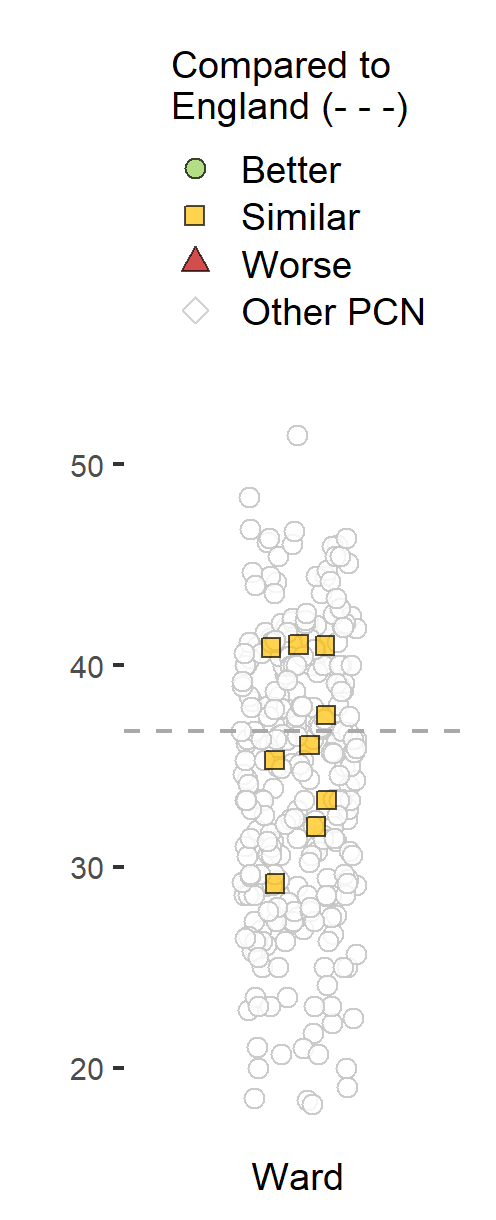 Compared to
England (- - -)
Better
Similar
Worse
Other PCN
50
40
30
20
Ward